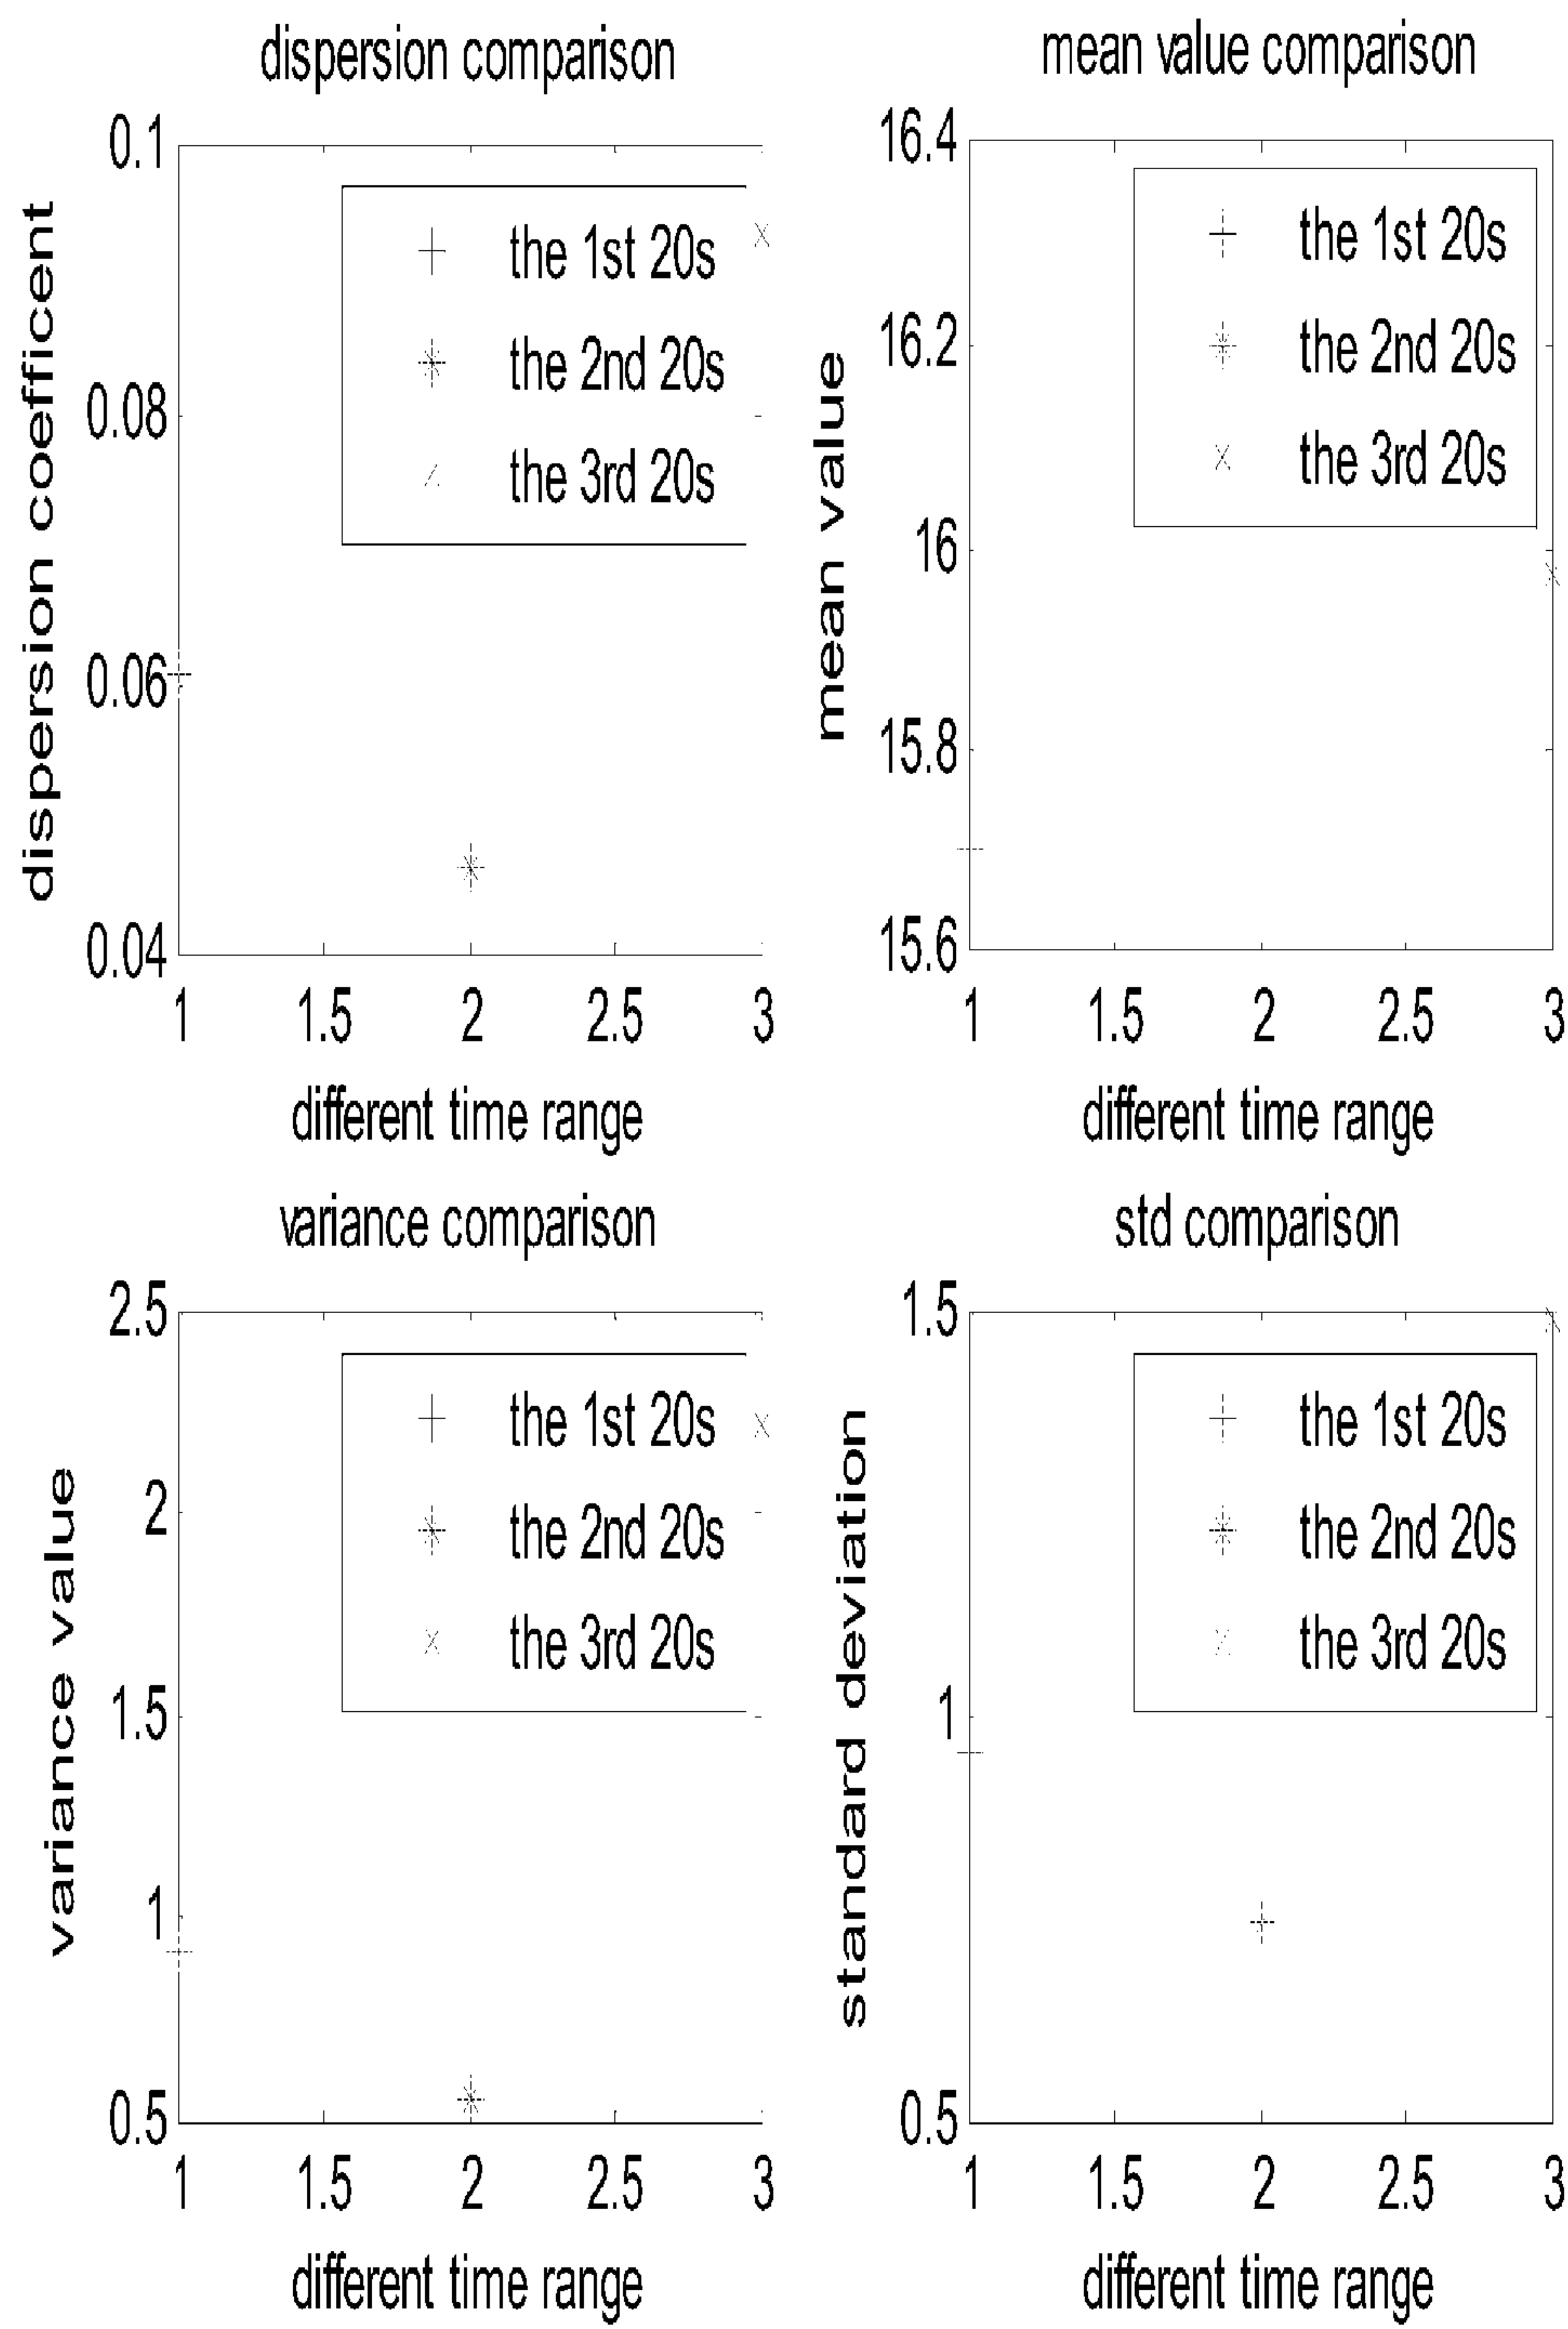 dispersion comparison
dispersion coefficent
0.1
0.08
0.06
0.04
the 1st 20s
the 2nd 20s
the 3rd 20s
1 1.5 2 2.5 3
different time range
mean value comparison
mean value
16.4
16.2
16
15.8
15.6
the 1st 20s
the 2nd 20s
the 3rd 20s
1 1.5 2 2.5 3
different time range
variance comparison
variance value
2.5
2
1.5
1
0.5
the 1st 20s
the 2nd 20s
the 3rd 20s
1 1.5 2 2.5 3
different time range
std comparison
standard deviation
1.5
1
0.5
the 1st 20s
the 2nd 20s
the 3rd 20s
1 1.5 2 2.5 3
different time range